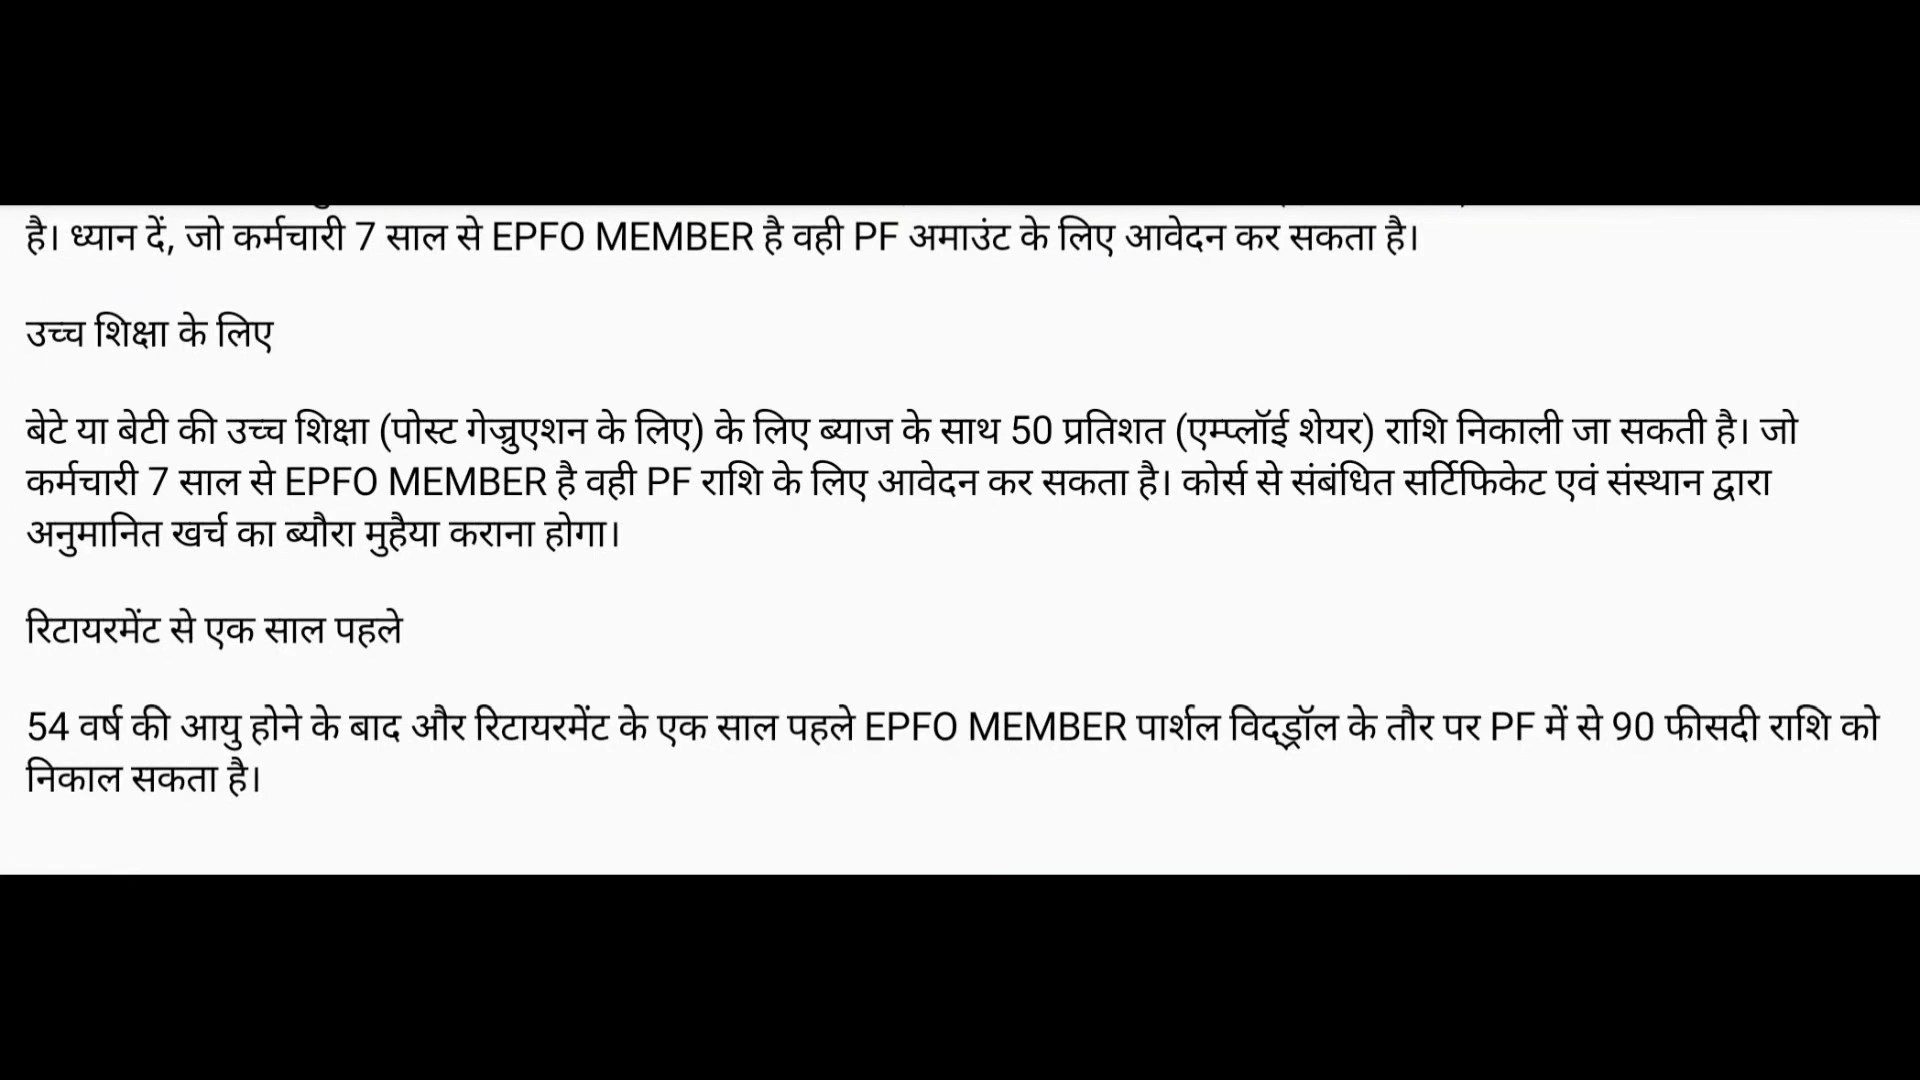 है। ध्यान दें, जो कर्मचारी 7 साल से EPFO MEMBER है वही PF अमाउंट के लिए आवेदन कर सकता है।
उच्च शिक्षा के लिए
बेटे या बेटी की उच्च शिक्षा (पोस्ट गेज्रुएशन के लिए) के लिए ब्याज के साथ 50 प्रतिशत (एम्प्लॉई शेयर) राशि निकाली जा सकती है। जो
कर्मचारी 7 साल से EPFO MEMBER है वही PF राशि के लिए आवेदन कर सकता है। कोर्स से संबंधित सर्टिफिकेट एवं संस्थान द्वारा
अनुमानित खर्च का ब्यौरा मुहैया कराना होगा।
रिटायरमेंट से एक साल पहले
54 वर्ष की आयु होने के बाद और रिटायरमेंट के एक साल पहले EPFO MEMBER पार्शल विद्ड्रॉल के तौर पर PF में से 90 फीसदी राशि को
निकाल सकता है।